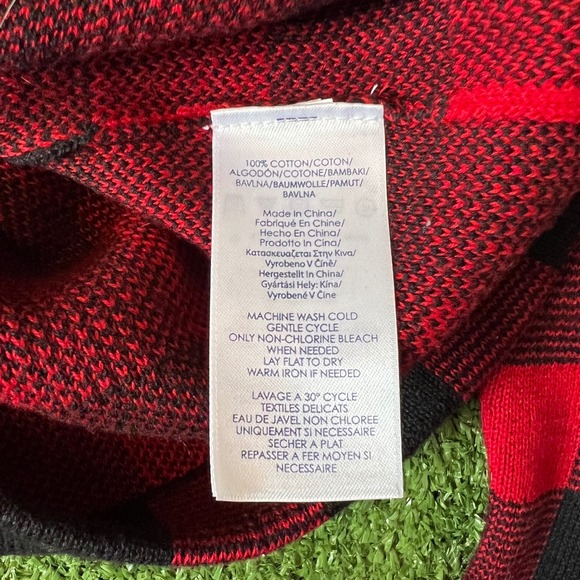 100% COTTON/COTON/
ALGODÓN/COTONE/BAMBAKI/
BAVLNA/BAUMWOLLE/PAMUT/
BAVLNA
Made In China/
Fabriqué En Chine/
Hecho En China/
Prodotto In Cina/
Κατασκευαζεται Στην Κινα/
Vyrobeno V Číně/
Hergestellt In China/
Gyártási Hely: Kína/
Vyrobené V Číne
MACHINE WASH COLD
GENTLE CYCLE
ONLY NON-CHLORINE BLEACH
WHEN NEEDED
LAY FLAT TO DRY
WARM IRON IF NEEDED
LAVAGE A 30° CYCLE
TEXTILES DELICATS
EAU DE JAVEL NON CHLOREE
UNIQUEMENT SI NECESSAIRE
SECHER A PLAT
REPASSER A FER MOYEN SI
NECESSAIRE